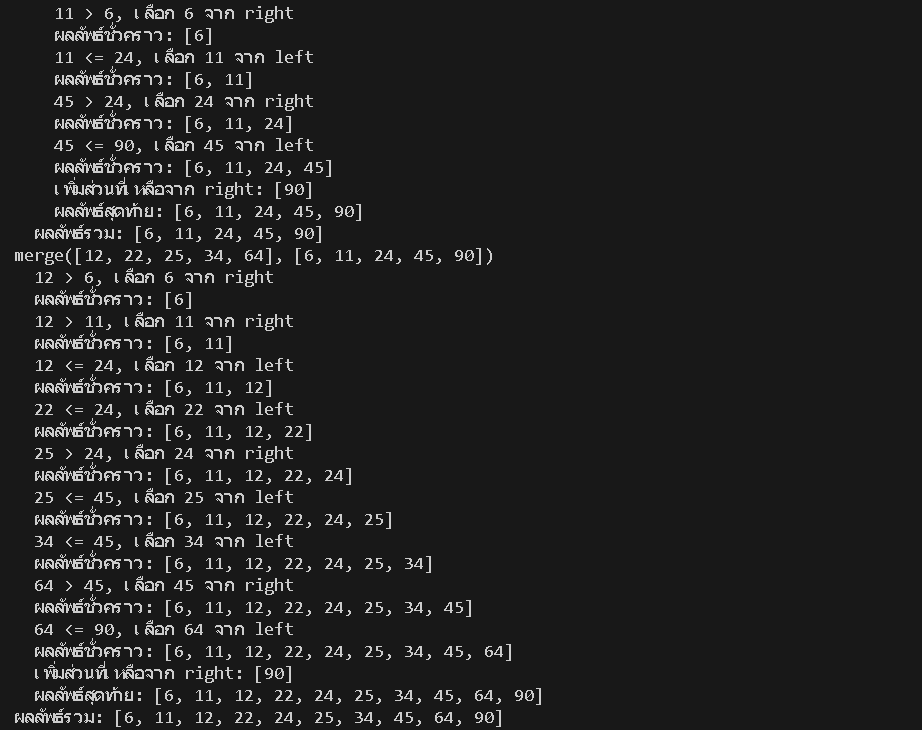 11 > 6, เลือก 6 จาก right
ผลลัพธ์ชั่วคราว: [6]
11 <= 24, เลือก 11 จาก left
ผลลัพธ์ชั่วคราว: [6, 11]
45 > 24, เลือก 24 จาก right
ผลลัพธ์ชั่วคราว: [6, 11, 24]
45 <= 90, เลือก 45 จาก left
ผลลัพธ์ชั่วคราว: [6, 11, 24, 45]
เพิ่มส่วนที่เหลือจาก right: [90]
ผลลัพธ์สุดท้าย: [6, 11, 24, 45, 90]
ผลลัพธ์รวม: [6, 11, 24, 45, 90]
merge([12, 22, 25, 34, 64], [6, 11, 24, 45, 90])
12 > 6, เลือก 6 จาก right
ผลลัพธ์ชั่วคราว: [6]
12 > 11, เลือก 11 จาก right
ผลลัพธ์ชั่วคราว: [6, 11]
12 <= 24, เลือก 12 จาก left
ผลลัพธ์ชั่วคราว: [6, 11, 12]
22 <= 24, เลือก 22 จาก left
ผลลัพธ์ชั่วคราว: [6, 11, 12, 22]
25 > 24, เลือก 24 จาก right
ผลลัพธ์ชั่วคราว: [6, 11, 12, 22, 24]
25 <= 45, เลือก 25 จาก left
ผลลัพธ์ชั่วคราว: [6, 11, 12, 22, 24, 25]
34 <= 45, เลือก 34 จาก left
ผลลัพธ์ชั่วคราว: [6, 11, 12, 22, 24, 25, 34]
64 > 45, เลือก 45 จาก right
ผลลัพธ์ชั่วคราว: [6, 11, 12, 22, 24, 25, 34, 45]
64 <= 90, เลือก 64 จาก left
ผลลัพธ์ชั่วคราว: [6, 11, 12, 22, 24, 25, 34, 45, 64]
เพิ่มส่วนที่เหลือจาก right: [90]
ผลลัพธ์สุดท้าย: [6, 11, 12, 22, 24, 25, 34, 45, 64, 90]
ผลลัพธ์รวม: [6, 11, 12, 22, 24, 25, 34, 45, 64, 90]